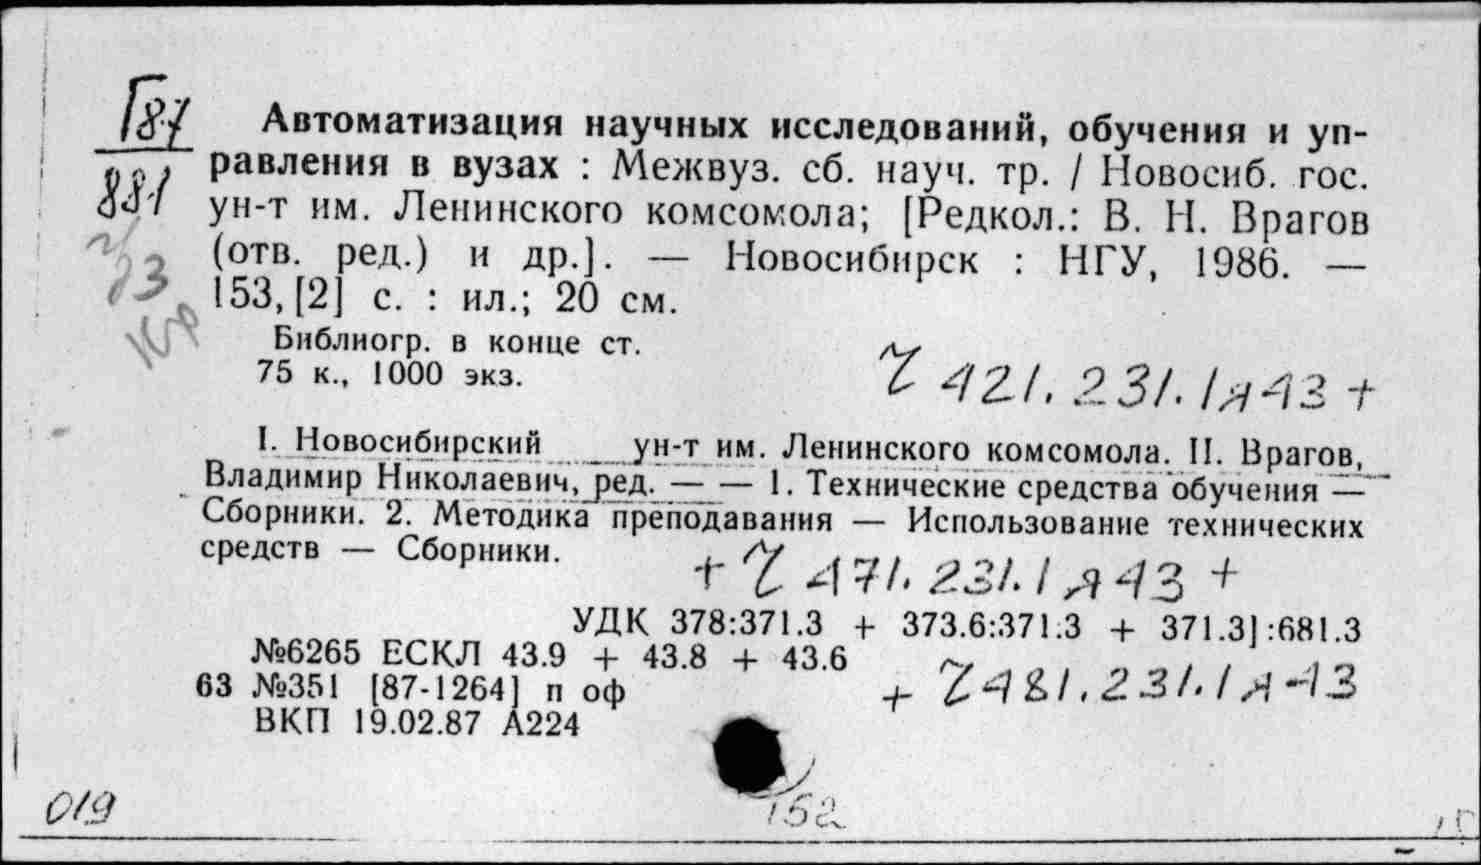 Г87
881
Автоматизация научных исследований, обучения и уп-
равления в вузах : Межвуз. сб. науч. тр. / Новосиб. гос.
ун-т им. Ленинского комсомола; [Редкол.: В. Н. Врагов
(отв. ред.) и др.]. — Новосибирск : НГУ, 1986. —
153, [2] с. : ил.; 20 см.
Библиогр. в конце ст.
75 к., 1000 экз.
Ч 421.231.1я43 +
I. Новосибирский ун-т им. Ленинского комсомола. II. Врагов,
Владимир Николаевич, ред. — — 1. Технические средства обучения —
Сборники. 2. Методика преподавания — Использование технических
средств — Сборники.
+ Ч 471.231.1я43 +
УДК 378:371.3 + 373.6:371.3 + 371.3]:681.3
№6265 ЕСКЛ 43.9 + 43.8 + 43.6
+ Ч481.231.1я43
63 №351 [87-1264] п оф
ВКП 19.02.87 А224
019
152